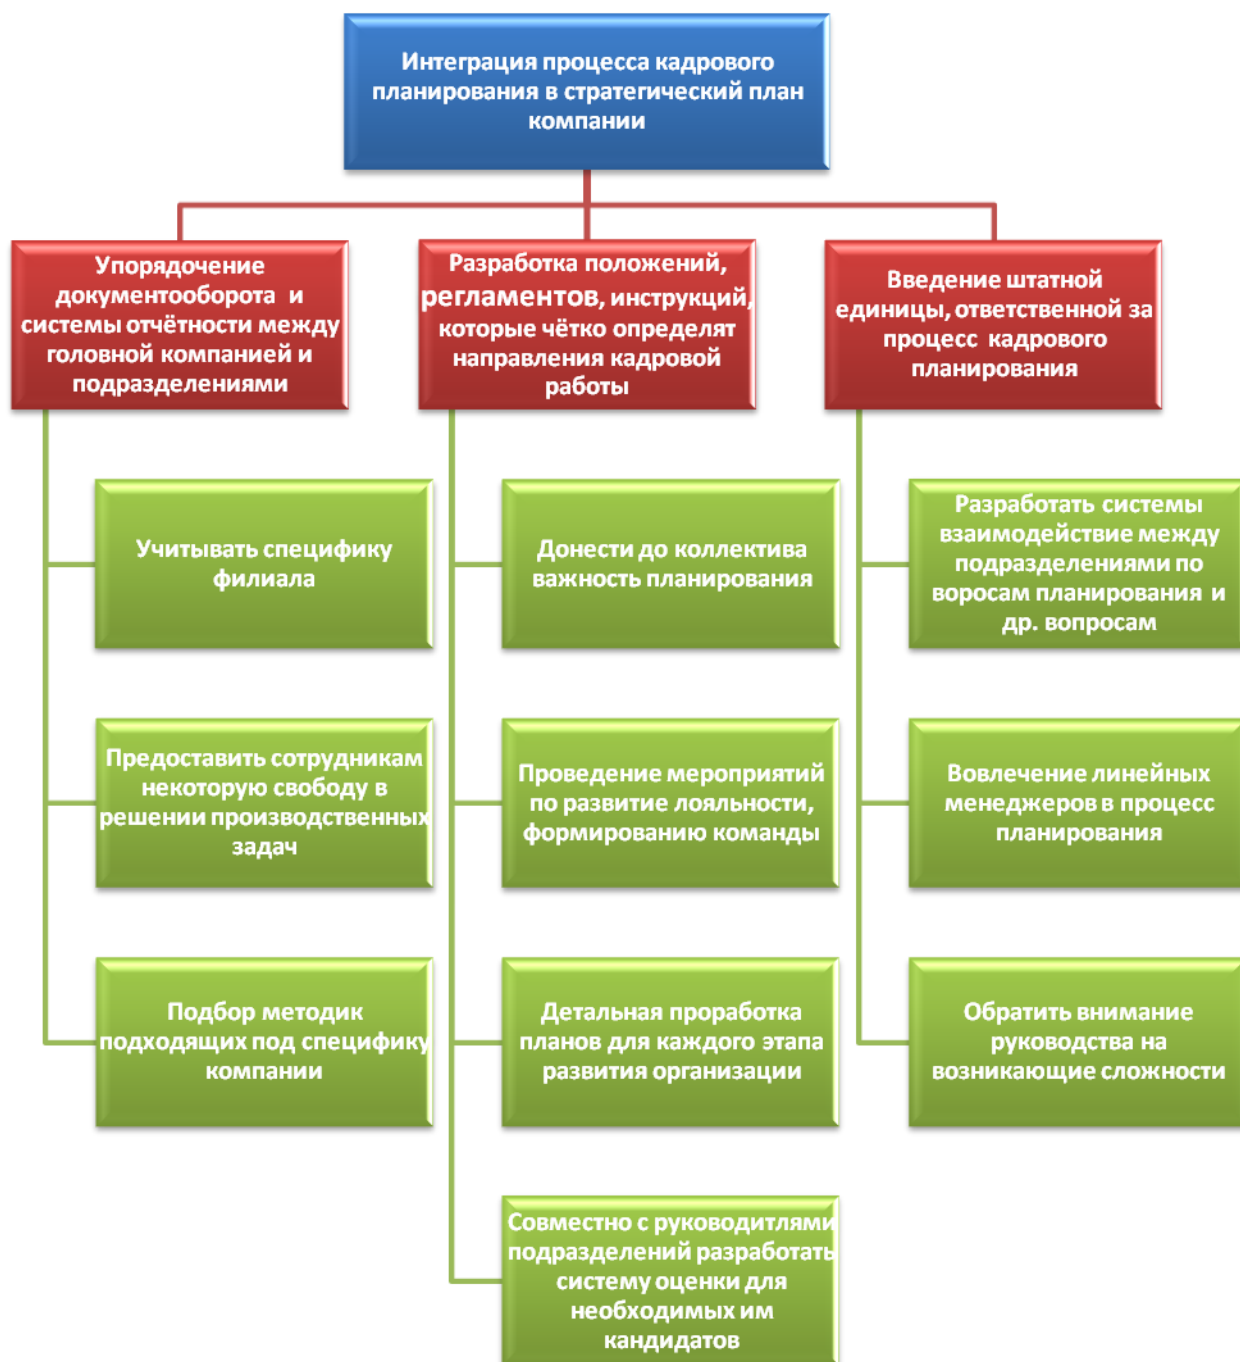 Интеграция процесса кадрового
планирования в стратегический план
компании
Упорядочение
документооборота и
системы отчётности между
головной компанией и
подразделениями
Учитывать специфику
филиала
Предоставить сотрудникам
некоторую свободу в
решении производственных
задач
Подбор методик
подходящих под специфику
компании
Разработка положений,
регламентов, инструкций,
которые чётко определят
направления кадровой
работы
Донести до коллектива
важность планирования
Проведение мероприятий
по развитие лояльности,
формированию команды
Детальная проработка
планов для каждого этапа
развития организации
Совместно с руководитлями
подразделений разработать
систему оценки для
необходимых им
кандидатов
Введение штатной
единицы, ответственной за
процесс кадрового
планирования
Разработать системы
взаимодействие между
подразделениями по
воросам планирования и
др. вопросам
Вовлечение линейных
менеджеров в процесс
планирования
Обратить внимание
руководства на
возникающие сложности